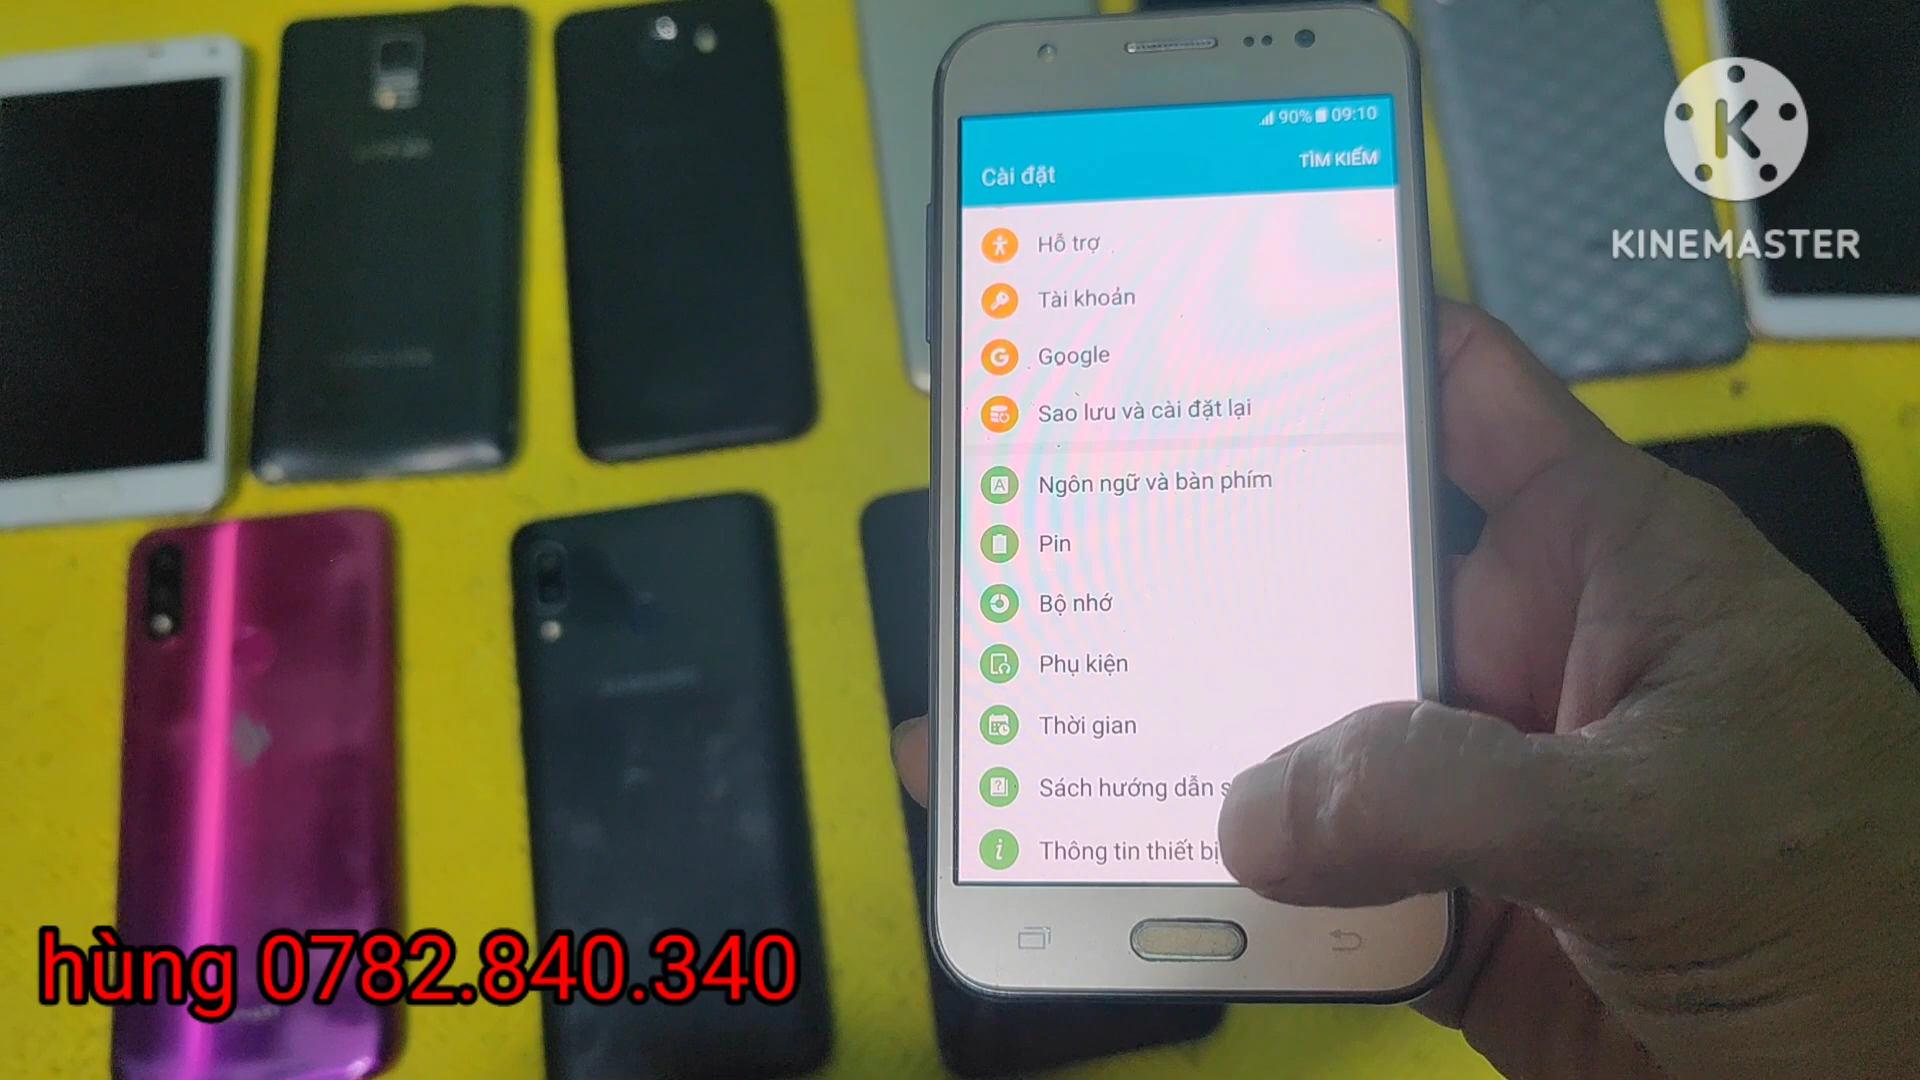 90% 09:10
TÌM KIẾM
Cài đặt
Hỗ trợ
Tài khoản
Google
Sao lưu và cài đặt lại
Ngôn ngữ và bàn phím
Pin
Bộ nhớ
Phụ kiện
Thời gian
Sách hướng dẫn s
Thông tin thiết bị
K
KINEMASTER
hùng 0782.840.340